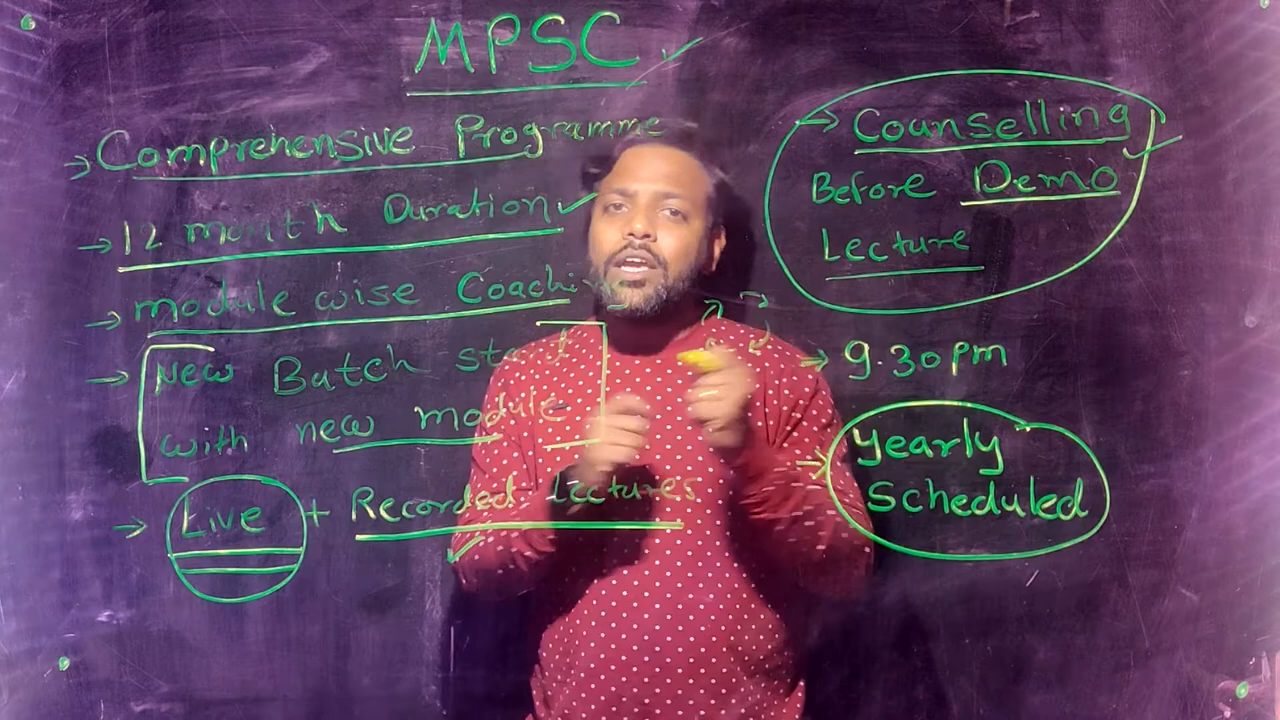 MPSC ✓
→ Comprehensive Programme
→ 12 month Duration ✓
→ module wise Coaching
→ New Batch start
with new module
→ Live + Recorded lectures
→ Counselling
Before Demo
Lecture
→ 9.30 pm
→ Yearly
Scheduled